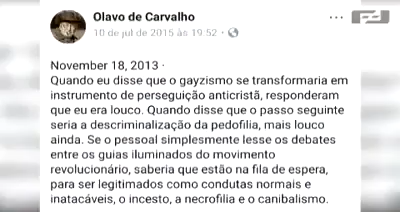 Olavo de Carvalho
10 de jul de 2015 às 19:52 ·
November 18, 2013 ·
Quando eu disse que o gayzismo se transformaria em
instrumento de perseguição anticristã, responderam
que eu era louco. Quando disse que o passo seguinte
seria a descriminalização da pedofilia, mais louco
ainda. Se o pessoal simplesmente lesse os debates
entre os guias iluminados do movimento
revolucionário, saberia que estão na fila de espera,
para ser legitimados como condutas normais e
inatacáveis, o incesto, a necrofilia e o canibalismo.